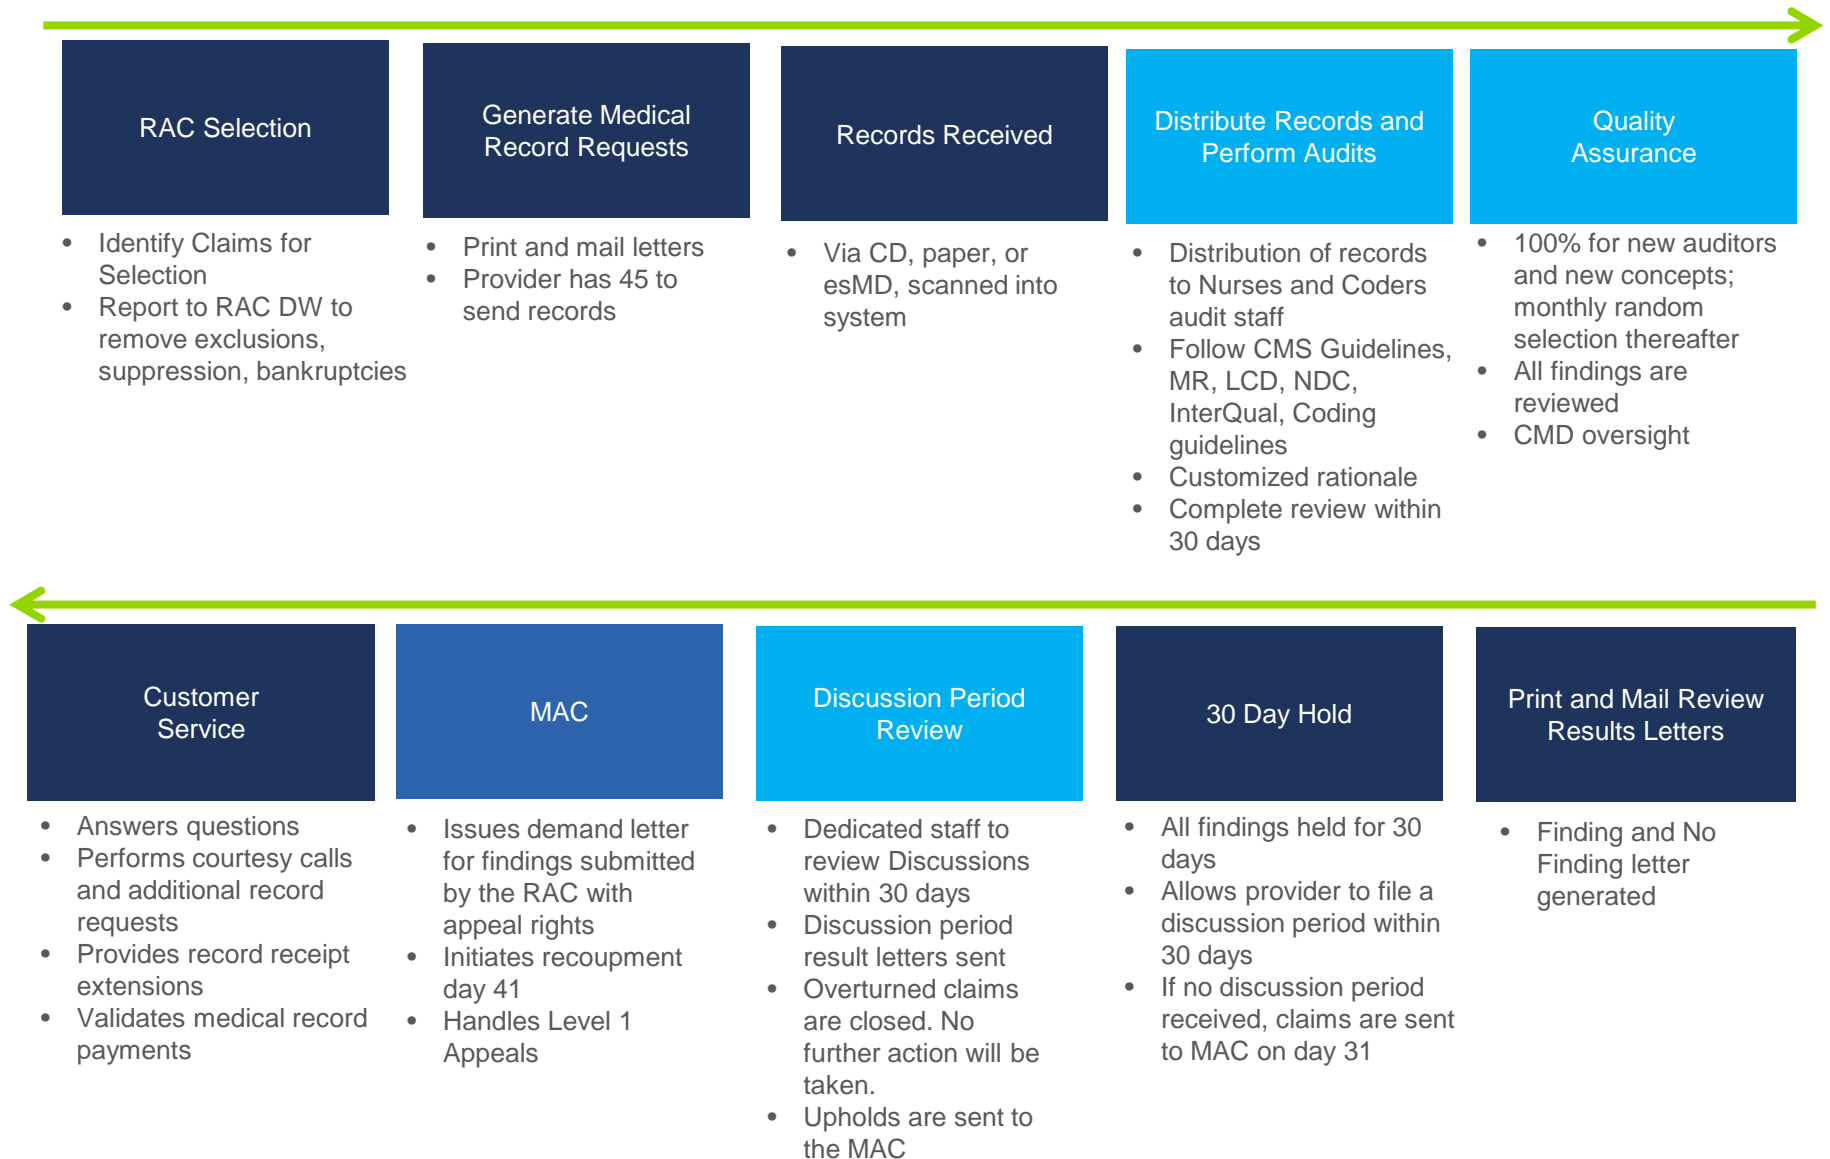 RAC Selection
• Identify Claims for
Selection
• Report to RAC DW to
remove exclusions,
suppression, bankruptcies
Generate Medical
Record Requests
• Print and mail letters
• Provider has 45 to
send records
Records Received
• Via CD, paper, or
esMD, scanned into
system
Distribute Records and
Perform Audits
• Distribution of records
to Nurses and Coders
audit staff
• Follow CMS Guidelines,
MR, LCD, NDC,
InterQual, Coding
guidelines
• Customized rationale
• Complete review within
30 days
Quality
Assurance
• 100% for new auditors
and new concepts;
monthly random
selection thereafter
• All findings are
reviewed
• CMD oversight
Customer
Service
• Answers questions
• Performs courtesy calls
and additional record
requests
• Provides record receipt
extensions
• Validates medical record
payments
MAC
• Issues demand letter
for findings submitted
by the RAC with
appeal rights
• Initiates recoupment
day 41
• Handles Level 1
Appeals
Discussion Period
Review
• Dedicated staff to
review Discussions
within 30 days
• Discussion period
result letters sent
• Overturned claims
are closed. No
further action will be
taken.
• Upholds are sent to
the MAC
30 Day Hold
• All findings held for 30
days
• Allows provider to file a
discussion period within
30 days
• If no discussion period
received, claims are sent
to MAC on day 31
Print and Mail Review
Results Letters
• Finding and No
Finding letter
generated